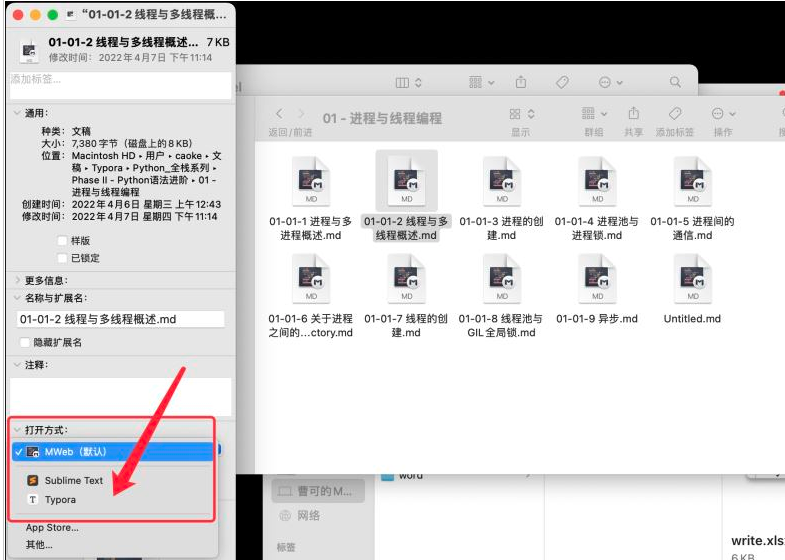 “01-01-2 线程与多线程概...
01-01-2 线程与多线程概述... 7 KB
修改时间：2022年4月7日 下午11:14
添加标签...
通用：
种类：文稿
大小：7,380 字节（磁盘上的8 KB）
位置：Macintosh HD ▸ 用户 ▸ caoke ▸ 文
稿 ▸ Typora ▸ Python_全栈系列 ▸
Phase II - Python语法进阶 ▸ 01 -
进程与线程编程
创建时间：2022年4月6日 星期三 上午12:43
修改时间：2022年4月7日 星期四 下午11:14
样版
已锁定
更多信息：
名称与扩展名：
01-01-2 线程与多线程概述.md
隐藏扩展名
注释：
打开方式：
MWeb（默认）
Sublime Text
Typora
App Store...
其他...
01 - 进程与线程编程
返回/前进
显示
群组
共享
添加标签
操作
MD
MD
MD
MD
MD
01-01-1 进程与多
进程概述.md
01-01-2 线程与多
线程概述.md
01-01-3 进程的创
建.md
01-01-4 进程池与
进程锁.md
01-01-5 进程间的
通信.md
MD
MD
MD
MD
MD
01-01-6 关于进程
之间的...ctory.md
01-01-7 线程的创
建.md
01-01-8 线程池与
GIL全局锁.md
01-01-9 异步.md
Untitled.md
曹可的 M...
网络
标签
word
write.xls
6 KB